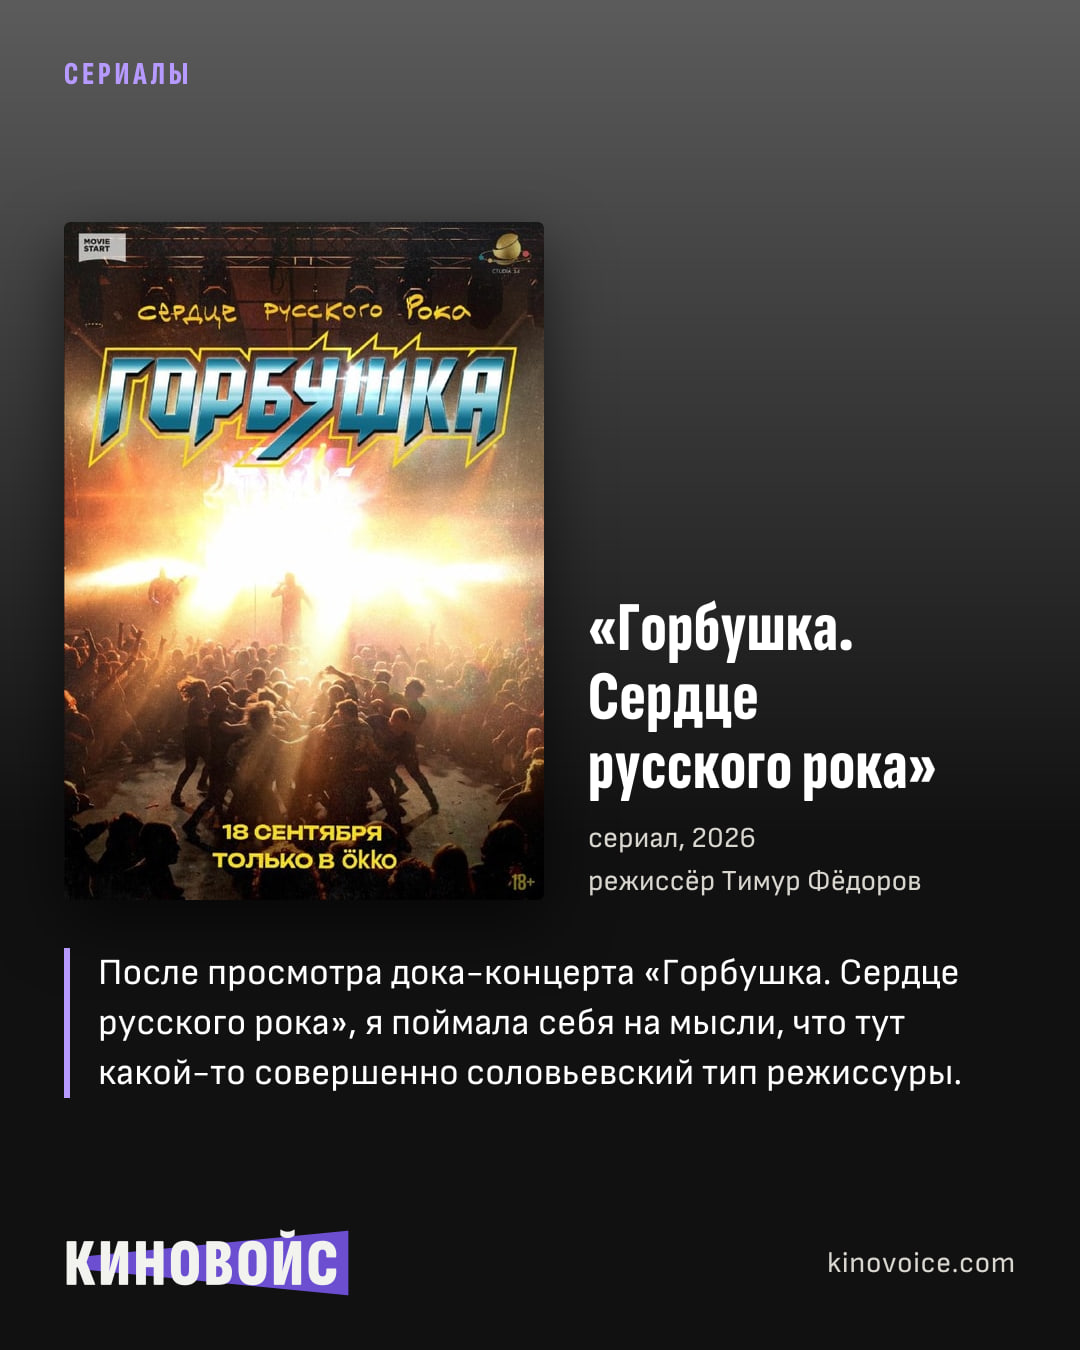 СЕРИАЛЫ
MOVIE
START
СТUDIA 54
сердце русского рока
ГОРБУШКА
18 СЕНТЯБРЯ
ТОЛЬКО В ökko
18+
«Горбушка.
Сердце
русского рока»
сериал, 2026
режиссёр Тимур Фёдоров
После просмотра дока-концерта «Горбушка. Сердце
русского рока», я поймала себя на мысли, что тут
какой-то совершенно соловьевский тип режиссуры.
КИНОВОЙС
kinovoice.com